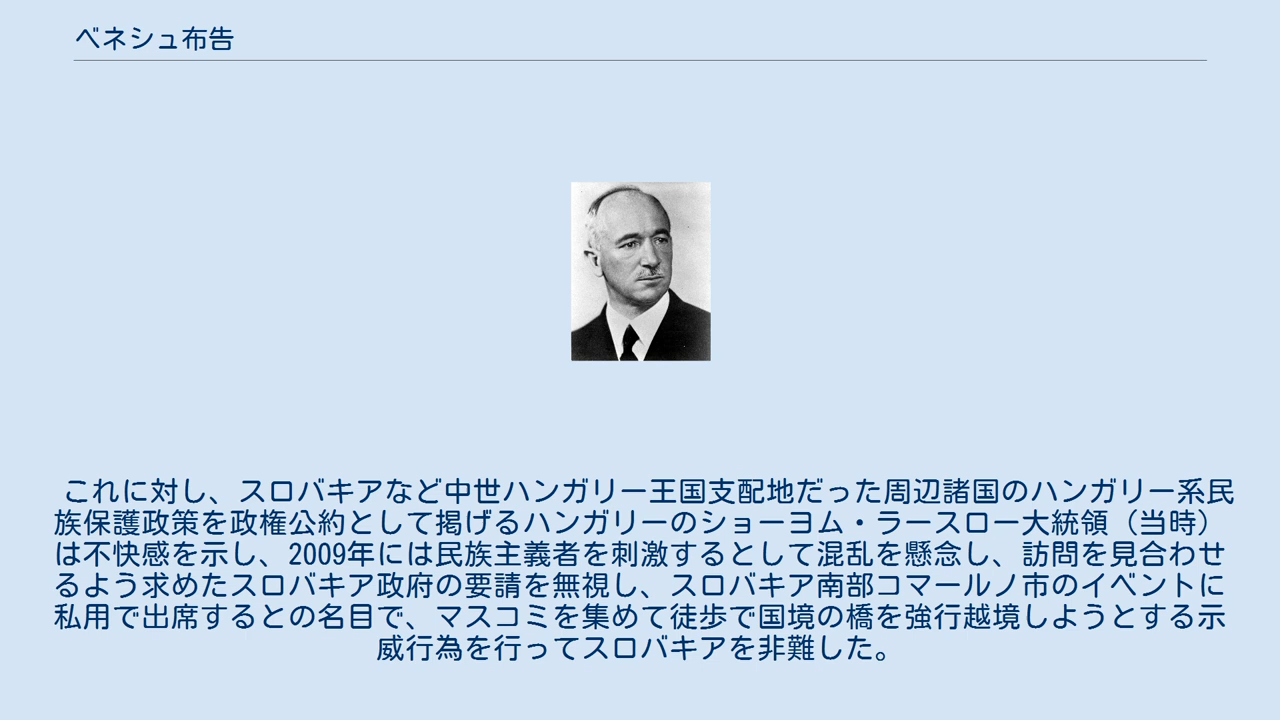 ベネシュ布告
これに対し、スロバキアなど中世ハンガリー王国支配地だった周辺諸国のハンガリー系民
族保護政策を政権公約として掲げるハンガリーのショーヨム・ラースロー大統領（当時）
は不快感を示し、2009年には民族主義者を刺激するとして混乱を懸念し、訪問を見合わせ
るよう求めたスロバキア政府の要請を無視し、スロバキア南部コマールノ市のイベントに
私用で出席するとの名目で、マスコミを集めて徒歩で国境の橋を強行越境しようとする示
威行為を行ってスロバキアを非難した。